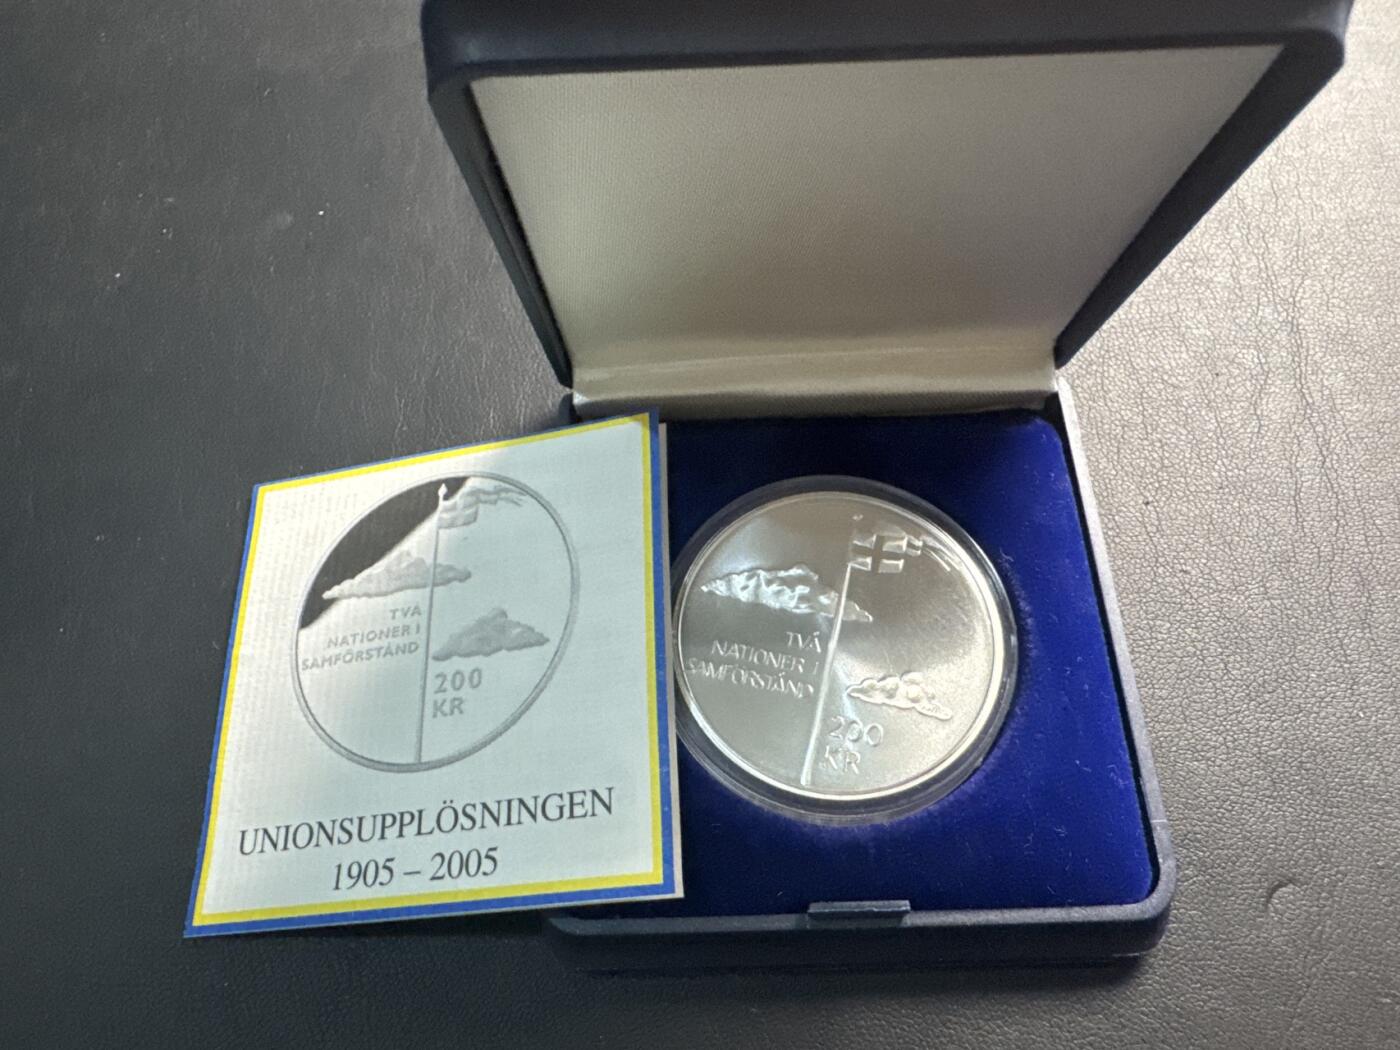 TVÅ
NATIONER I
SAMFÖRSTÅND
200
KR
UNIONSUPPLÖSNINGEN
1905 – 2005
TVÅ
NATIONER I
SAMFÖRSTÅND
200
KR